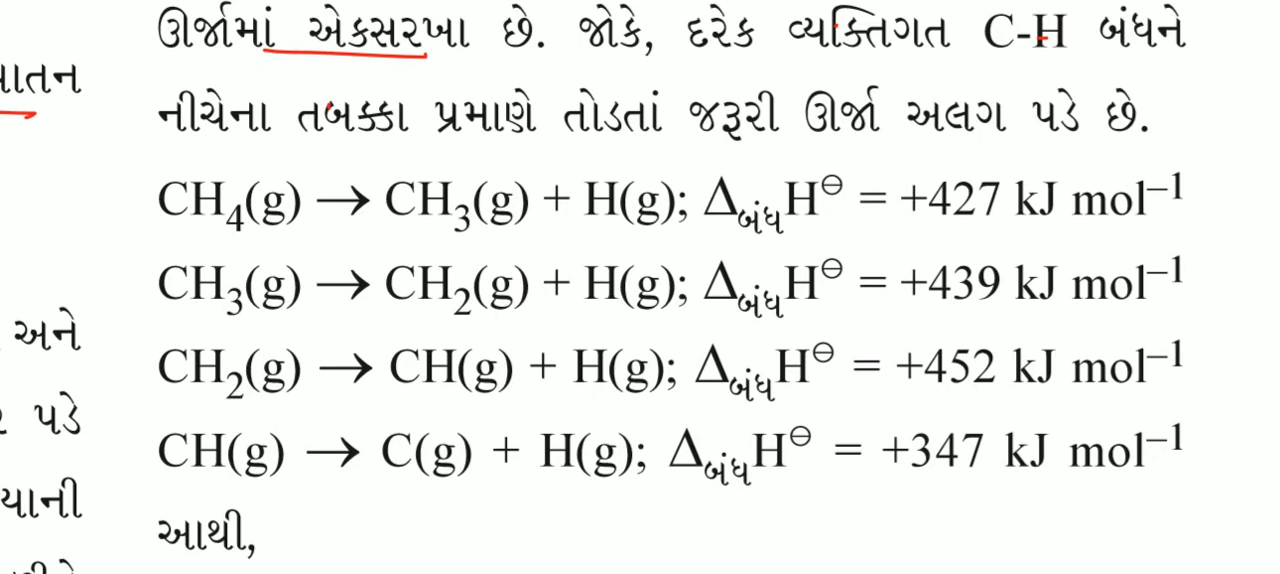 ઊર્જામાં એકસરખા છે. જોકે, દરેક વ્યક્તિગત C-H બંધને
નીચેના તબક્કા પ્રમાણે તોડતાં જરૂરી ઊર્જા અલગ પડે છે.
CH₄(g) → CH₃(g) + H(g); ΔબંધH⊖ = +427 kJ mol⁻¹
CH₃(g) → CH₂(g) + H(g); ΔબંધH⊖ = +439 kJ mol⁻¹
CH₂(g) → CH(g) + H(g); ΔબંધH⊖ = +452 kJ mol⁻¹
CH(g) → C(g) + H(g); ΔબંધH⊖ = +347 kJ mol⁻¹
આથી,
અને
પડે